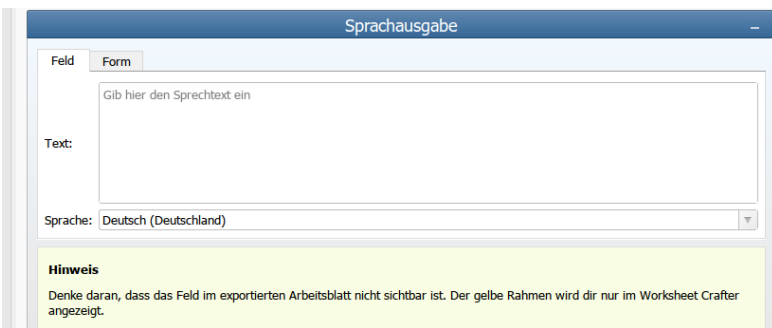 Sprachausgabe
Feld
Form
Text:
Gib hier den Sprechtext ein
Sprache:
Deutsch (Deutschland)
Hinweis
Denke daran, dass das Feld im exportierten Arbeitsblatt nicht sichtbar ist. Der gelbe Rahmen wird dir nur im Worksheet Crafter
angezeigt.